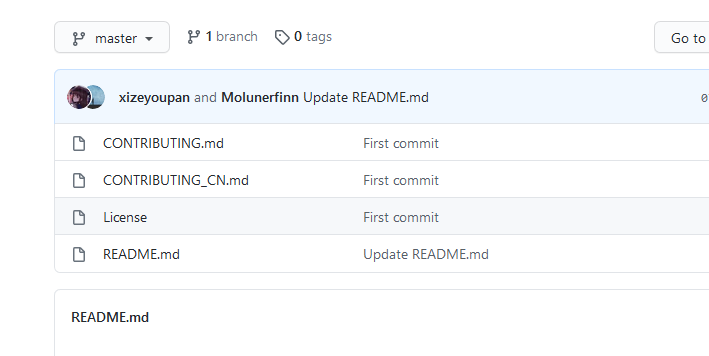 master 1 branch 0 tags Go to
xizeyoupan and Molunerfinn Update README.md 0
CONTRIBUTING.md First commit
CONTRIBUTING_CN.md First commit
License First commit
README.md Update README.md
README.md